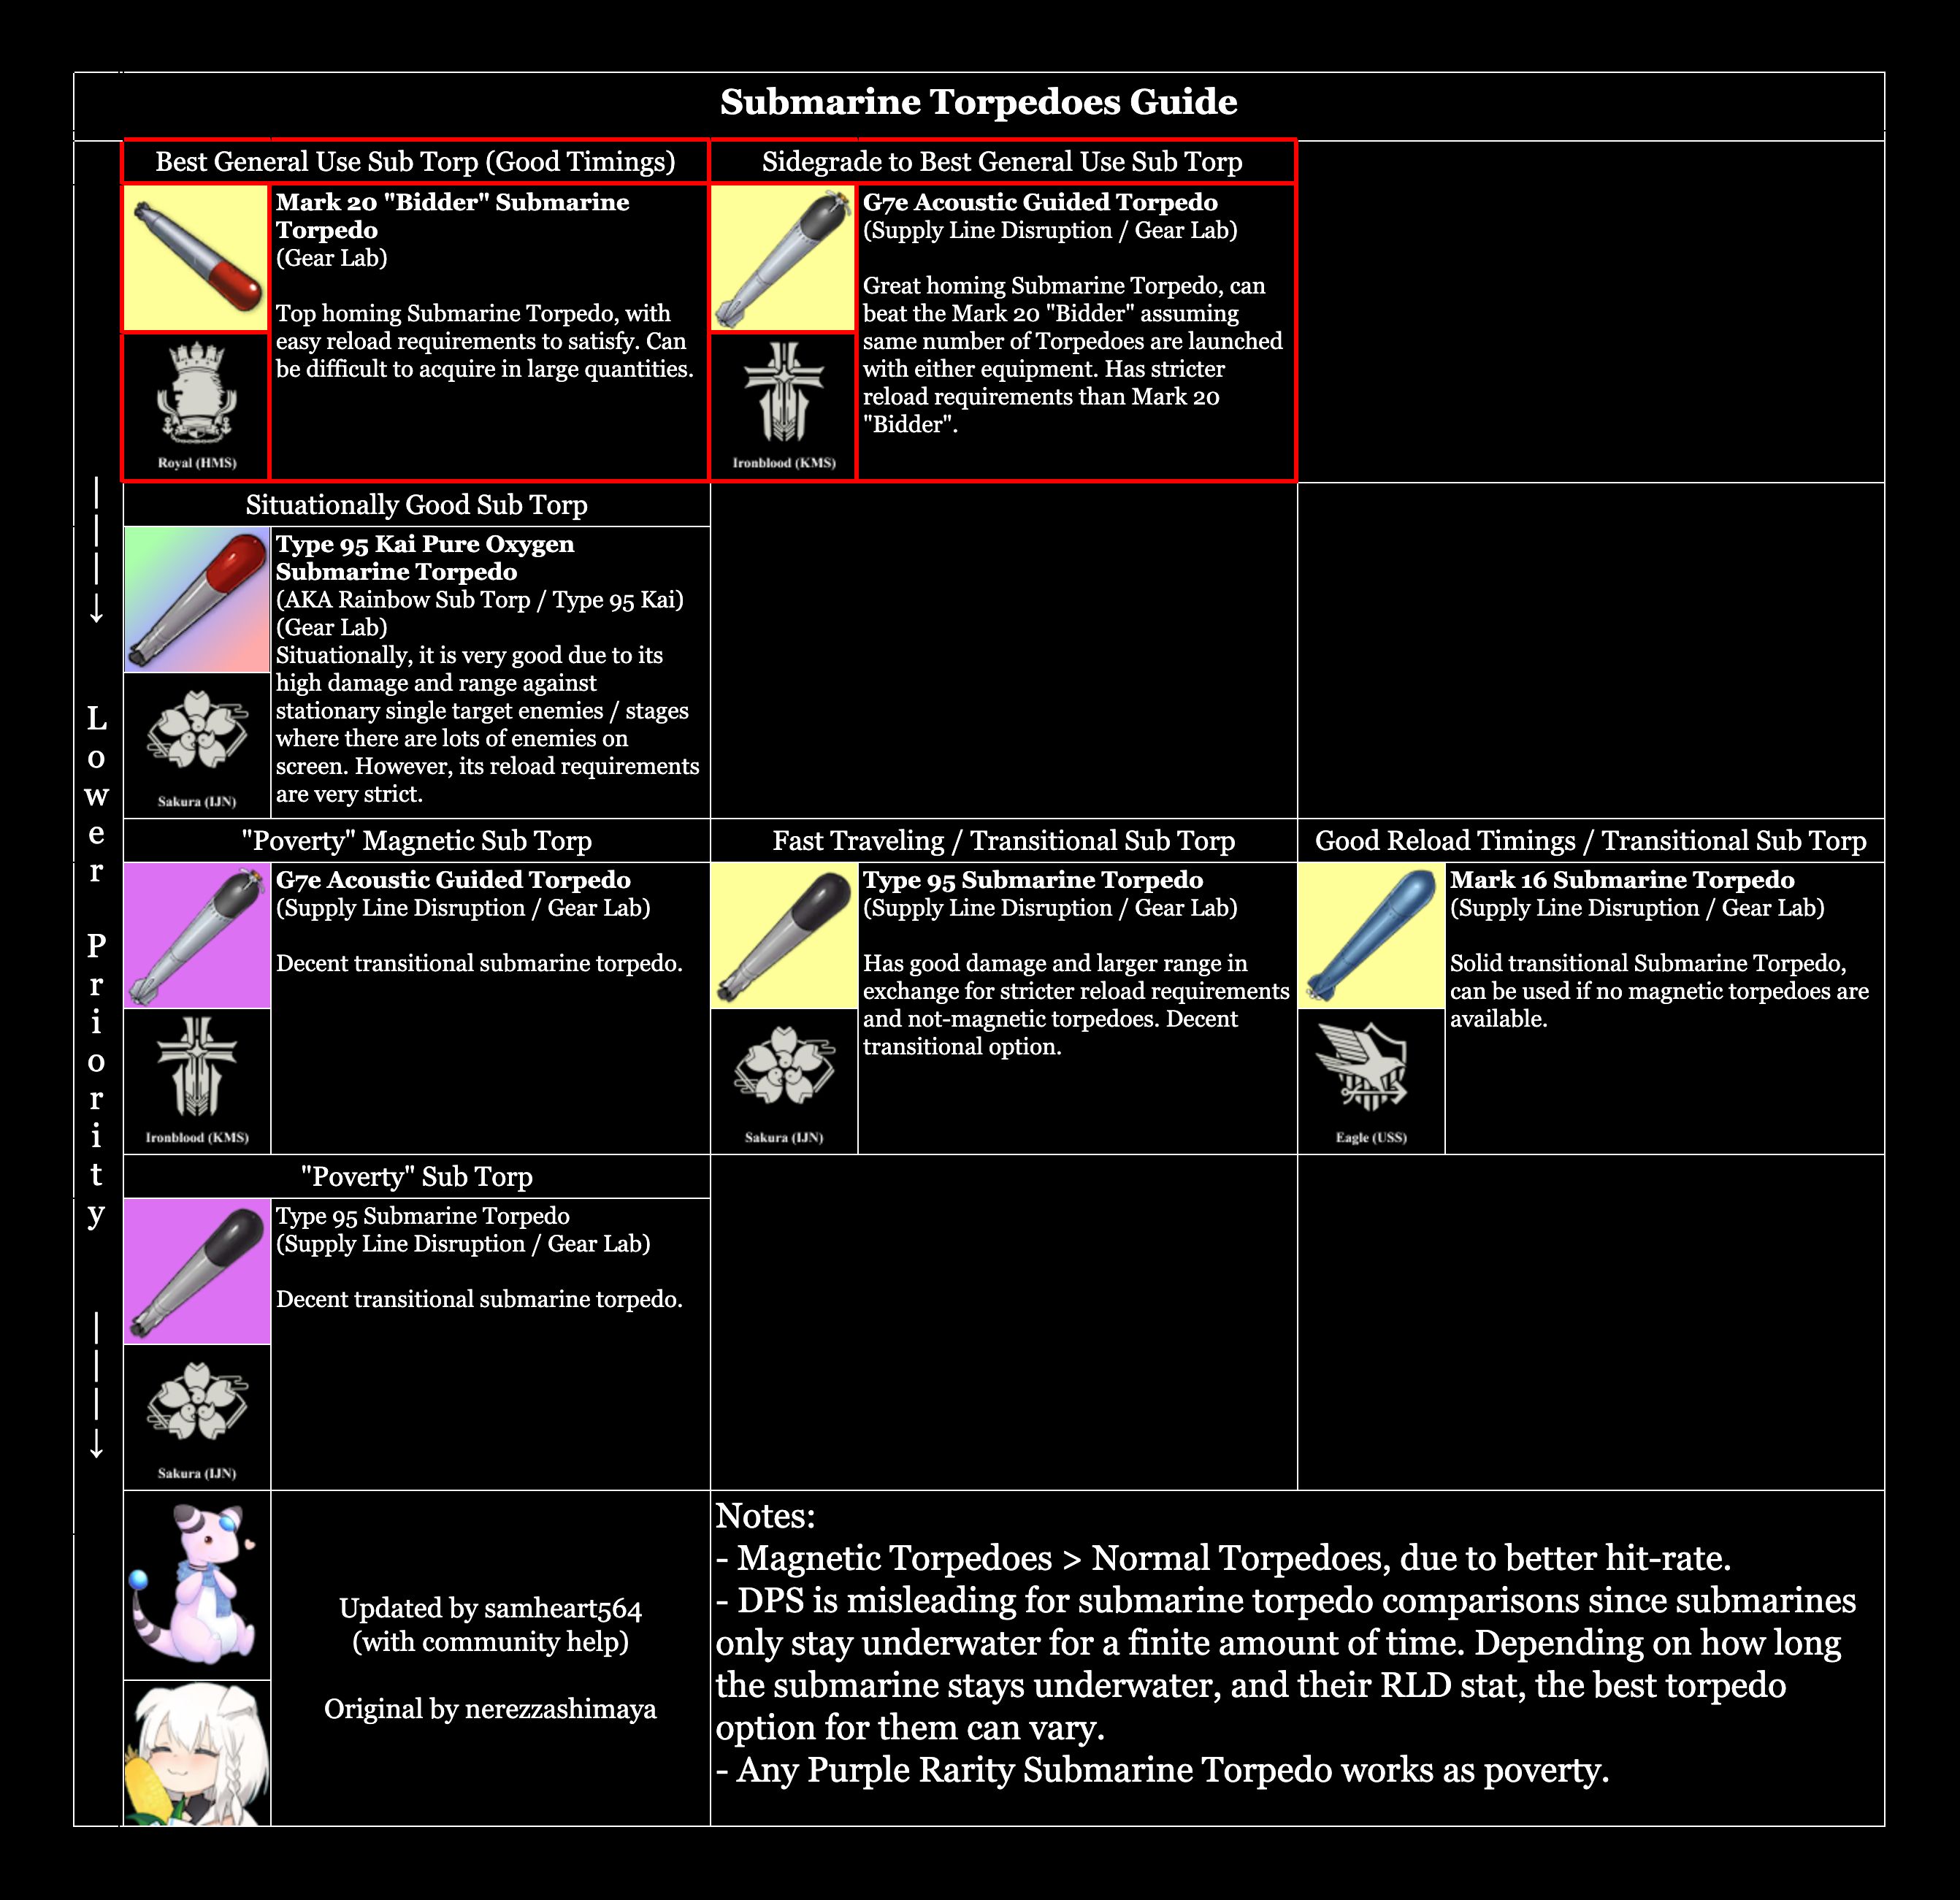 Submarine Torpedoes Guide
Best General Use Sub Torp (Good Timings)
Sidegrade to Best General Use Sub Torp
Mark 20 "Bidder" Submarine
Torpedo
(Gear Lab)
Top homing Submarine Torpedo, with
easy reload requirements to satisfy. Can
be difficult to acquire in large quantities.
Royal (HMS)
G7e Acoustic Guided Torpedo
(Supply Line Disruption / Gear Lab)
Great homing Submarine Torpedo, can
beat the Mark 20 "Bidder" assuming
same number of Torpedoes are launched
with either equipment. Has stricter
reload requirements than Mark 20
"Bidder".
Ironblood (KMS)
Situationally Good Sub Torp
Type 95 Kai Pure Oxygen
Submarine Torpedo
(AKA Rainbow Sub Torp / Type 95 Kai)
(Gear Lab)
Situationally, it is very good due to its
high damage and range against
stationary single target enemies / stages
where there are lots of enemies on
screen. However, its reload requirements
are very strict.
Sakura (IJN)
Lower Priority
"Poverty" Magnetic Sub Torp
Fast Traveling / Transitional Sub Torp
Good Reload Timings / Transitional Sub Torp
G7e Acoustic Guided Torpedo
(Supply Line Disruption / Gear Lab)
Decent transitional submarine torpedo.
Ironblood (KMS)
Type 95 Submarine Torpedo
(Supply Line Disruption / Gear Lab)
Has good damage and larger range in
exchange for stricter reload requirements
and not-magnetic torpedoes. Decent
transitional option.
Sakura (IJN)
Mark 16 Submarine Torpedo
(Supply Line Disruption / Gear Lab)
Solid transitional Submarine Torpedo,
can be used if no magnetic torpedoes are
available.
Eagle (USS)
"Poverty" Sub Torp
Type 95 Submarine Torpedo
(Supply Line Disruption / Gear Lab)
Decent transitional submarine torpedo.
Sakura (IJN)
Updated by samheart564
(with community help)
Original by nerezzashimaya
Notes:
- Magnetic Torpedoes > Normal Torpedoes, due to better hit-rate.
- DPS is misleading for submarine torpedo comparisons since submarines
only stay underwater for a finite amount of time. Depending on how long
the submarine stays underwater, and their RLD stat, the best torpedo
option for them can vary.
- Any Purple Rarity Submarine Torpedo works as poverty.